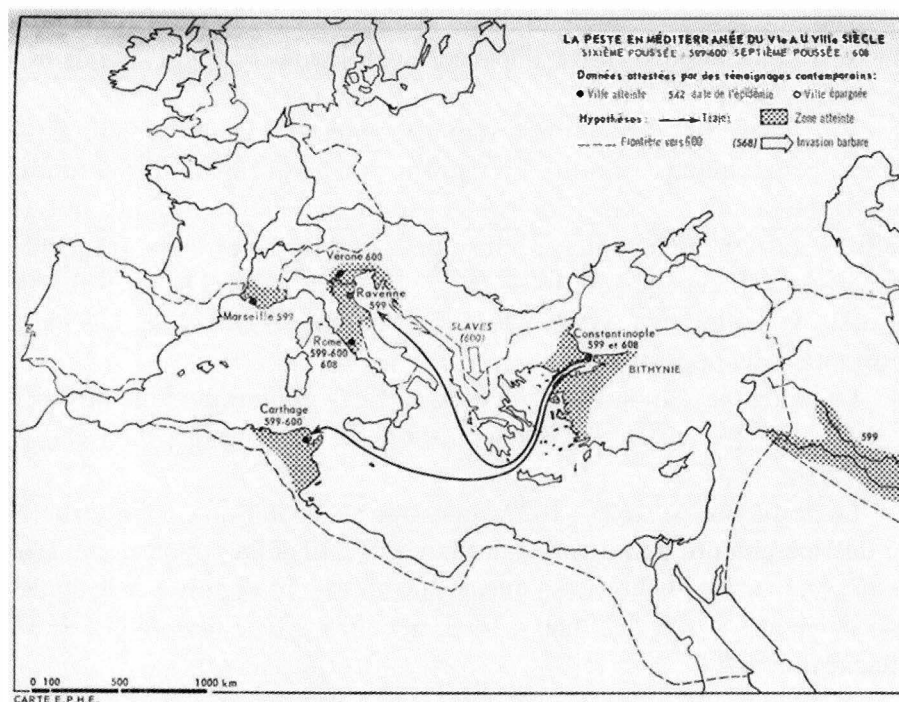 LA PESTE EN MÉDITERRANÉE DU VIe AU VIIIe SIÈCLE
SIXIÈME POUSSÉE : 599-600 SEPTIÈME POUSSÉE : 608
Données attestées par des témoignages contemporains :
Ville atteinte 542 date de l'épidémie Ville épargnée
Hypothèses : Trajet Zone atteinte
Frontière vers 600 (568) Invasion barbare
Vérone 600
Ravenne
599
Marseille 599
SLAVES
(600)
Constantinople
599 et 608
Rome
599-600
608
BITHYNIE
Carthage
599-600
599
0 100 500 1000 km
CARTE E.P.H.E.